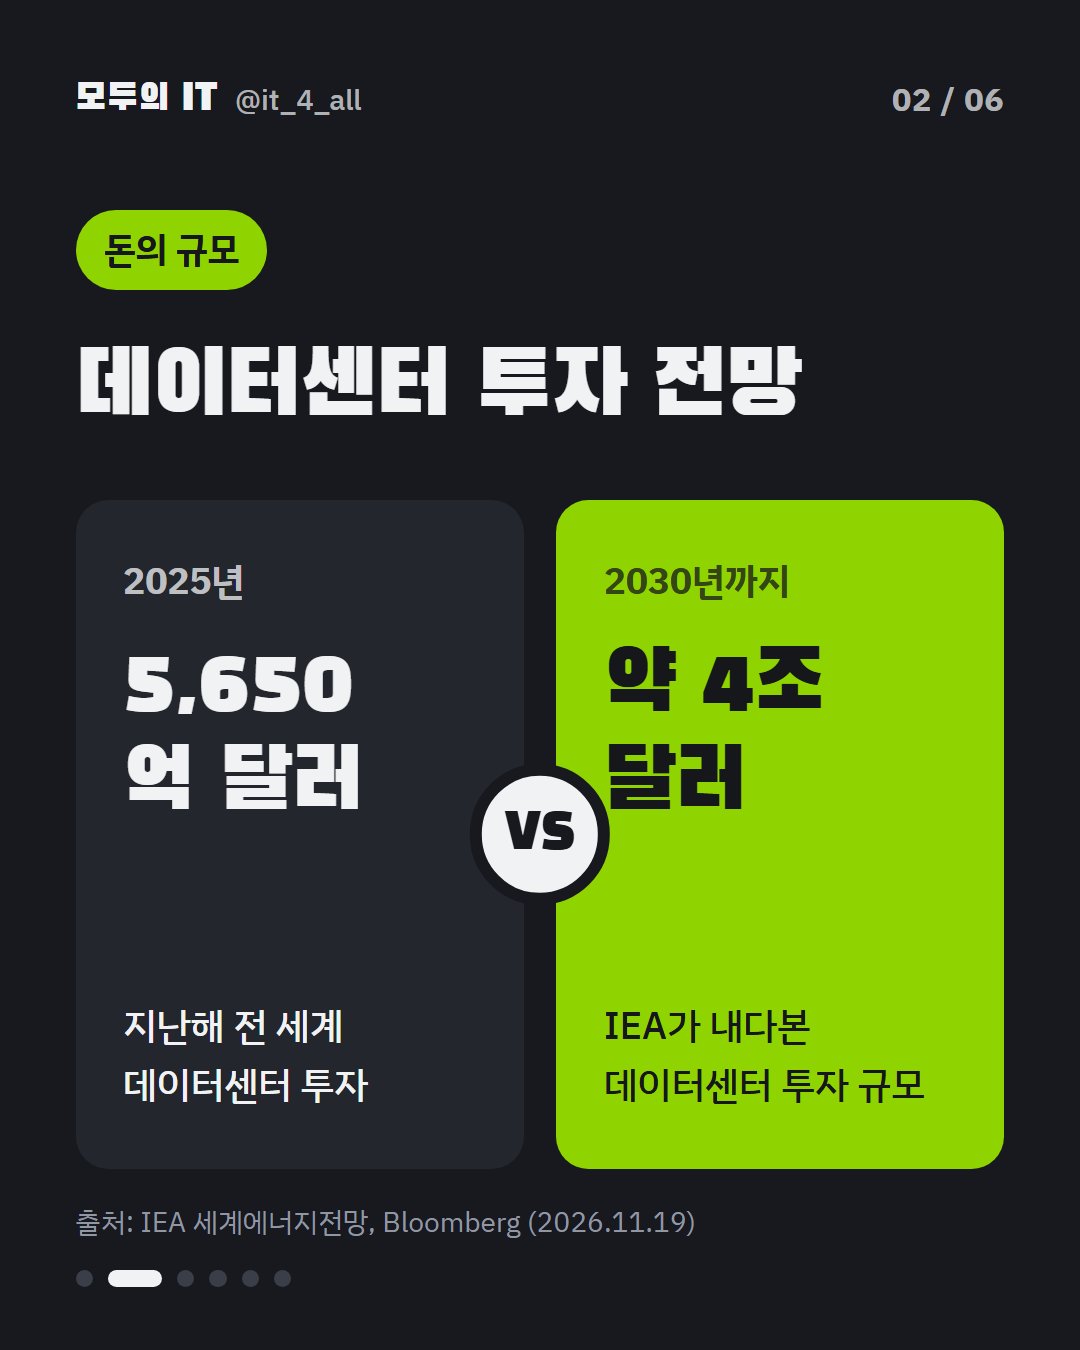 모두의 IT @it_4_all
02 / 06
돈의 규모
데이터센터 투자 전망
2025년
5,650
억 달러
지난해 전 세계
데이터센터 투자
VS
2030년까지
약 4조
달러
IEA가 내다본
데이터센터 투자 규모
출처: IEA 세계에너지전망, Bloomberg (2026.11.19)